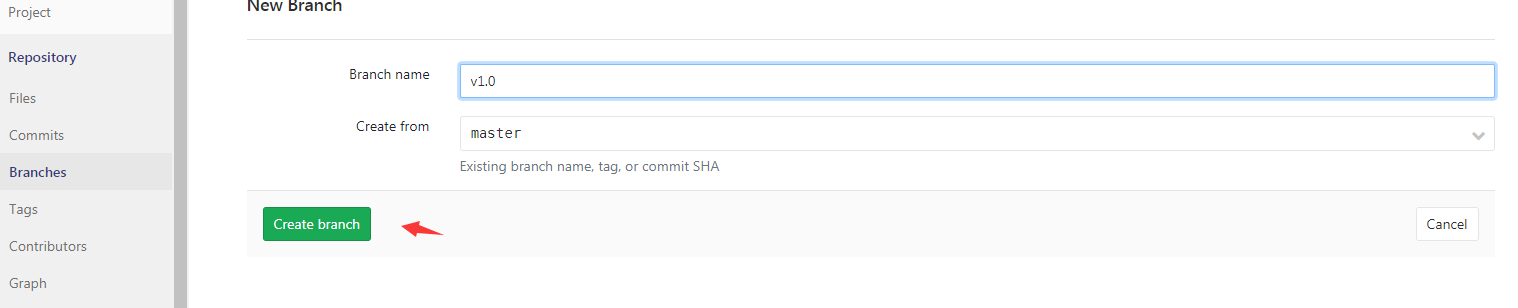 Project
Repository
Files
Commits
Branches
Tags
Contributors
Graph
New Branch
Branch name
v1.0
Create from
master
Existing branch name, tag, or commit SHA
Create branch
Cancel